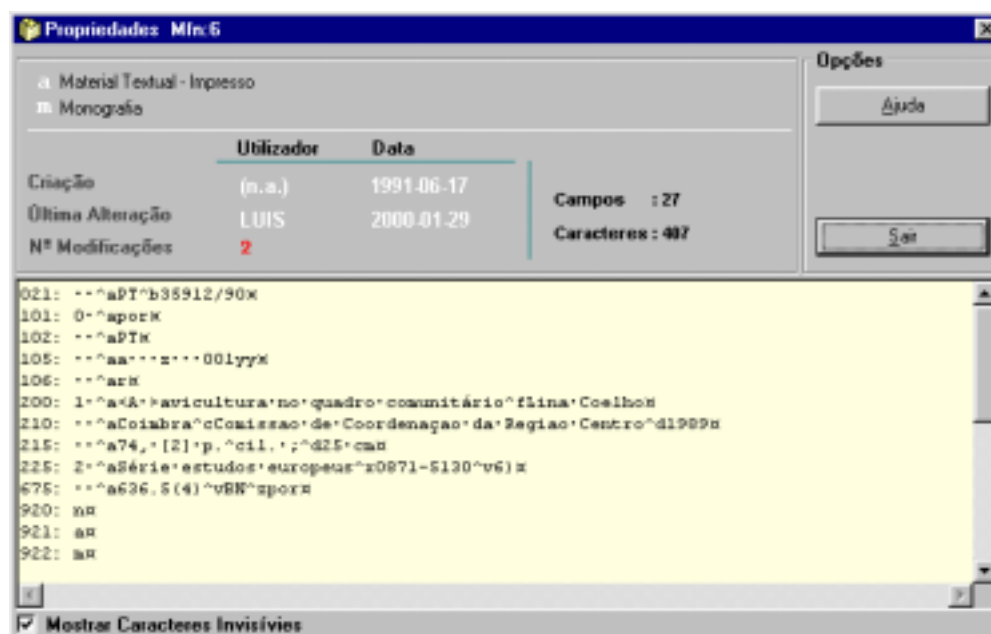 Propriedades Mfn:6
Opções
a Material Textual - Impresso
m Monografia
Ajuda
Utilizador Data
Criação (n.a.) 1991-06-17
Última Alteração LUIS 2000-01-29
Nº Modificações 2
Campos : 27
Caracteres : 407
Sair
021: ··^aPT^b35912/90¤
101: 0·^apor¤
102: ··^aPT¤
105: ··^aa···z···001yy¤
106: ··^ar¤
200: 1·^a<A·>avicultura·no·quadro·comunitário^fLina·Coelho¤
210: ··^aCoimbra^cComissao·de·Coordenaçao·da·Regiao·Centro^d1989¤
215: ··^a74,·[2]·p.^cil.·;^d25·cm¤
225: 2·^aSérie·estudos·europeus^x0871-5130^v6)¤
675: ··^a636.5(4)^vBN^zpor¤
920: n¤
921: a¤
922: m¤
Mostrar Caracteres Invisívies